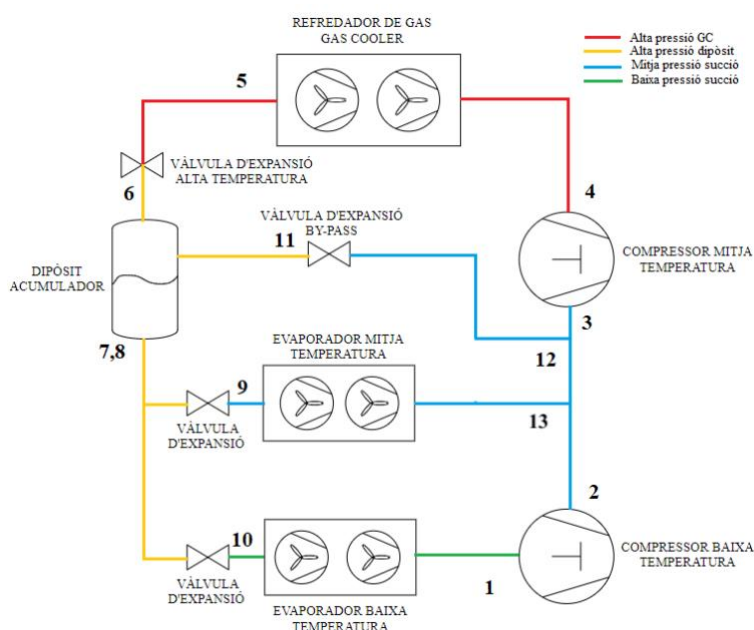 REFREDADOR DE GAS
GAS COOLER
Alta pressió GC
Alta pressió dipòsit
Mitja pressió succió
Baixa pressió succió
5
VÀLVULA D'EXPANSIÓ
ALTA TEMPERATURA
6
4
VÀLVULA D'EXPANSIÓ
BY-PASS
11
COMPRESSOR MITJA
TEMPERATURA
DIPÒSIT
ACUMULADOR
3
7,8
EVAPORADOR MITJA
TEMPERATURA
12
9
13
VÀLVULA
D'EXPANSIÓ
2
10
COMPRESSOR BAIXA
TEMPERATURA
VÀLVULA
D'EXPANSIÓ
1
EVAPORADOR BAIXA
TEMPERATURA